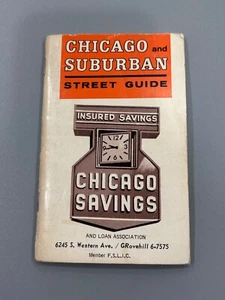 CHICAGO and
SUBURBAN
STREET GUIDE
INSURED SAVINGS
CHICAGO
SAVINGS
AND LOAN ASSOCIATION
6245 S. Western Ave. / GRovehill 6-7575
Member F.S.L.I.C.